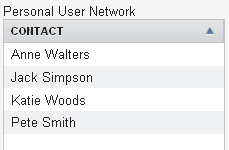 Personal User Network
CONTACT
Anne Walters
Jack Simpson
Katie Woods
Pete Smith